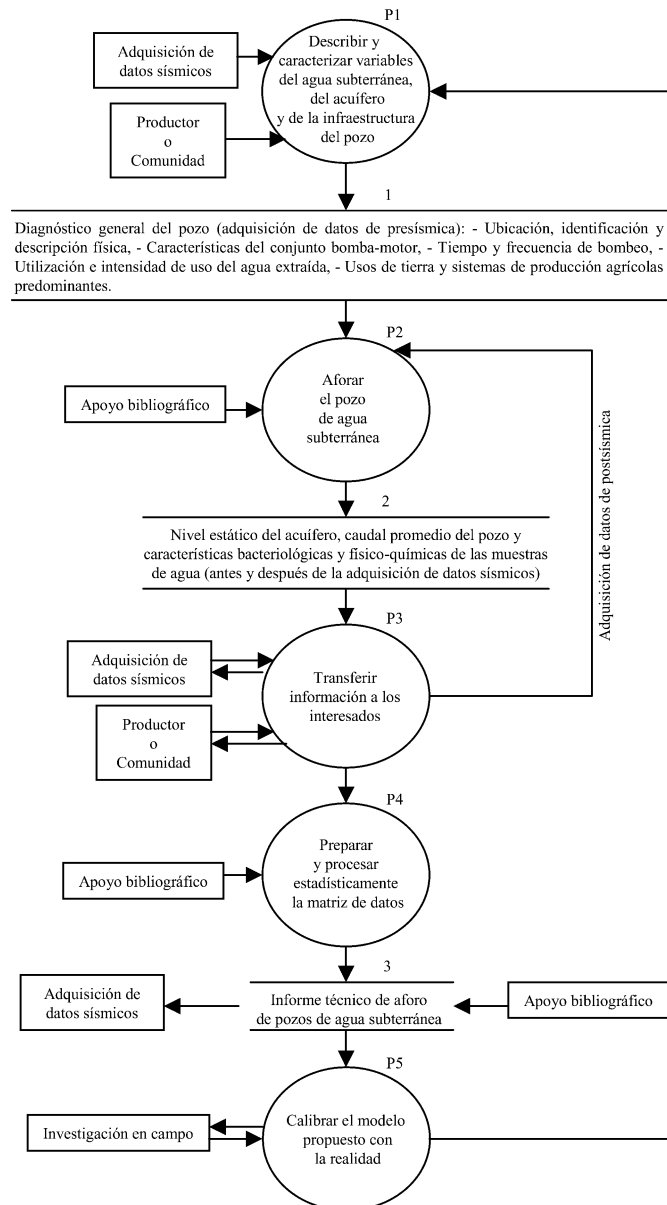 P1
Adquisición de
datos sísmicos
Describir y
caracterizar variables
del agua subterránea,
del acuífero
y de la infraestructura
del pozo
Productor
o
Comunidad
1
Diagnóstico general del pozo (adquisición de datos de presísmica): - Ubicación, identificación y
descripción física, - Características del conjunto bomba-motor, - Tiempo y frecuencia de bombeo, -
Utilización e intensidad de uso del agua extraída, - Usos de tierra y sistemas de producción agrícolas
predominantes.
P2
Aforar
el pozo
de agua
subterránea
Apoyo bibliográfico
Adquisición de datos de postsísmica
2
Nivel estático del acuífero, caudal promedio del pozo y
características bacteriológicas y físico-químicas de las muestras
de agua (antes y después de la adquisición de datos sísmicos)
P3
Adquisición de
datos sísmicos
Transferir
información a los
interesados
Productor
o
Comunidad
P4
Preparar
y procesar
estadísticamente
la matriz de datos
Apoyo bibliográfico
3
Adquisición de
datos sísmicos
Informe técnico de aforo
de pozos de agua subterránea
Apoyo bibliográfico
P5
Investigación en campo
Calibrar el modelo
propuesto con
la realidad